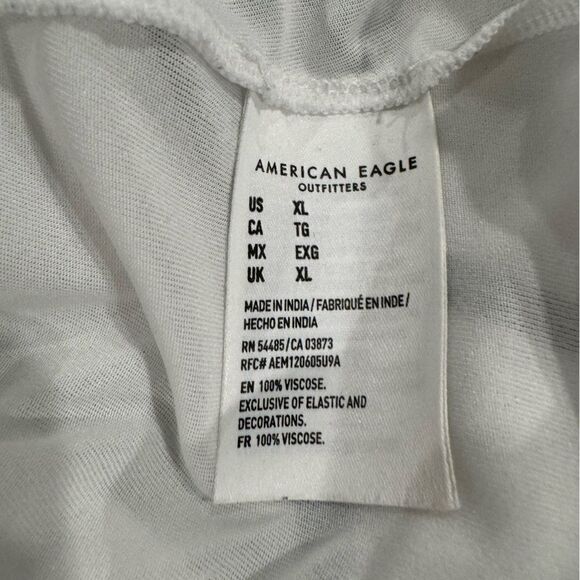 AMERICAN EAGLE
OUTFITTERS
US XL
CA TG
MX EXG
UK XL
MADE IN INDIA/FABRIQUÉ EN INDE/
HECHO EN INDIA
RN 54485/CA 03873
RFC# AEM120605U9A
EN 100% VISCOSE.
EXCLUSIVE OF ELASTIC AND
DECORATIONS.
FR 100% VISCOSE.